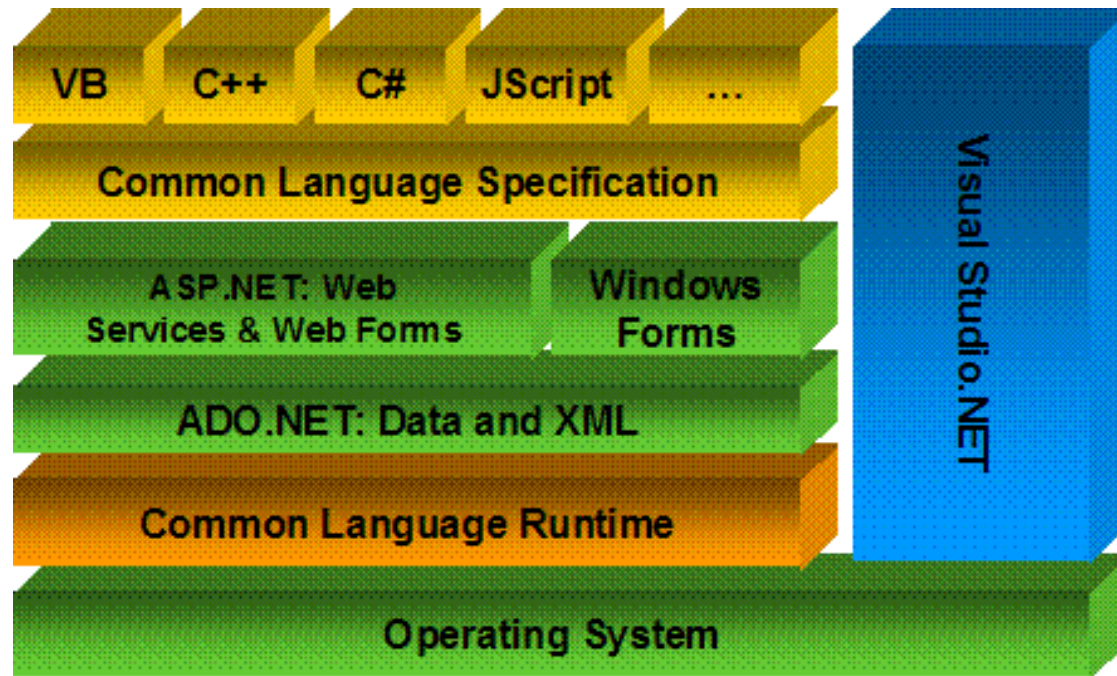 VB
C++
C#
JScript
...
Common Language Specification
ASP.NET: Web
Services & Web Forms
Windows
Forms
ADO.NET: Data and XML
Common Language Runtime
Operating System
Visual Studio.NET